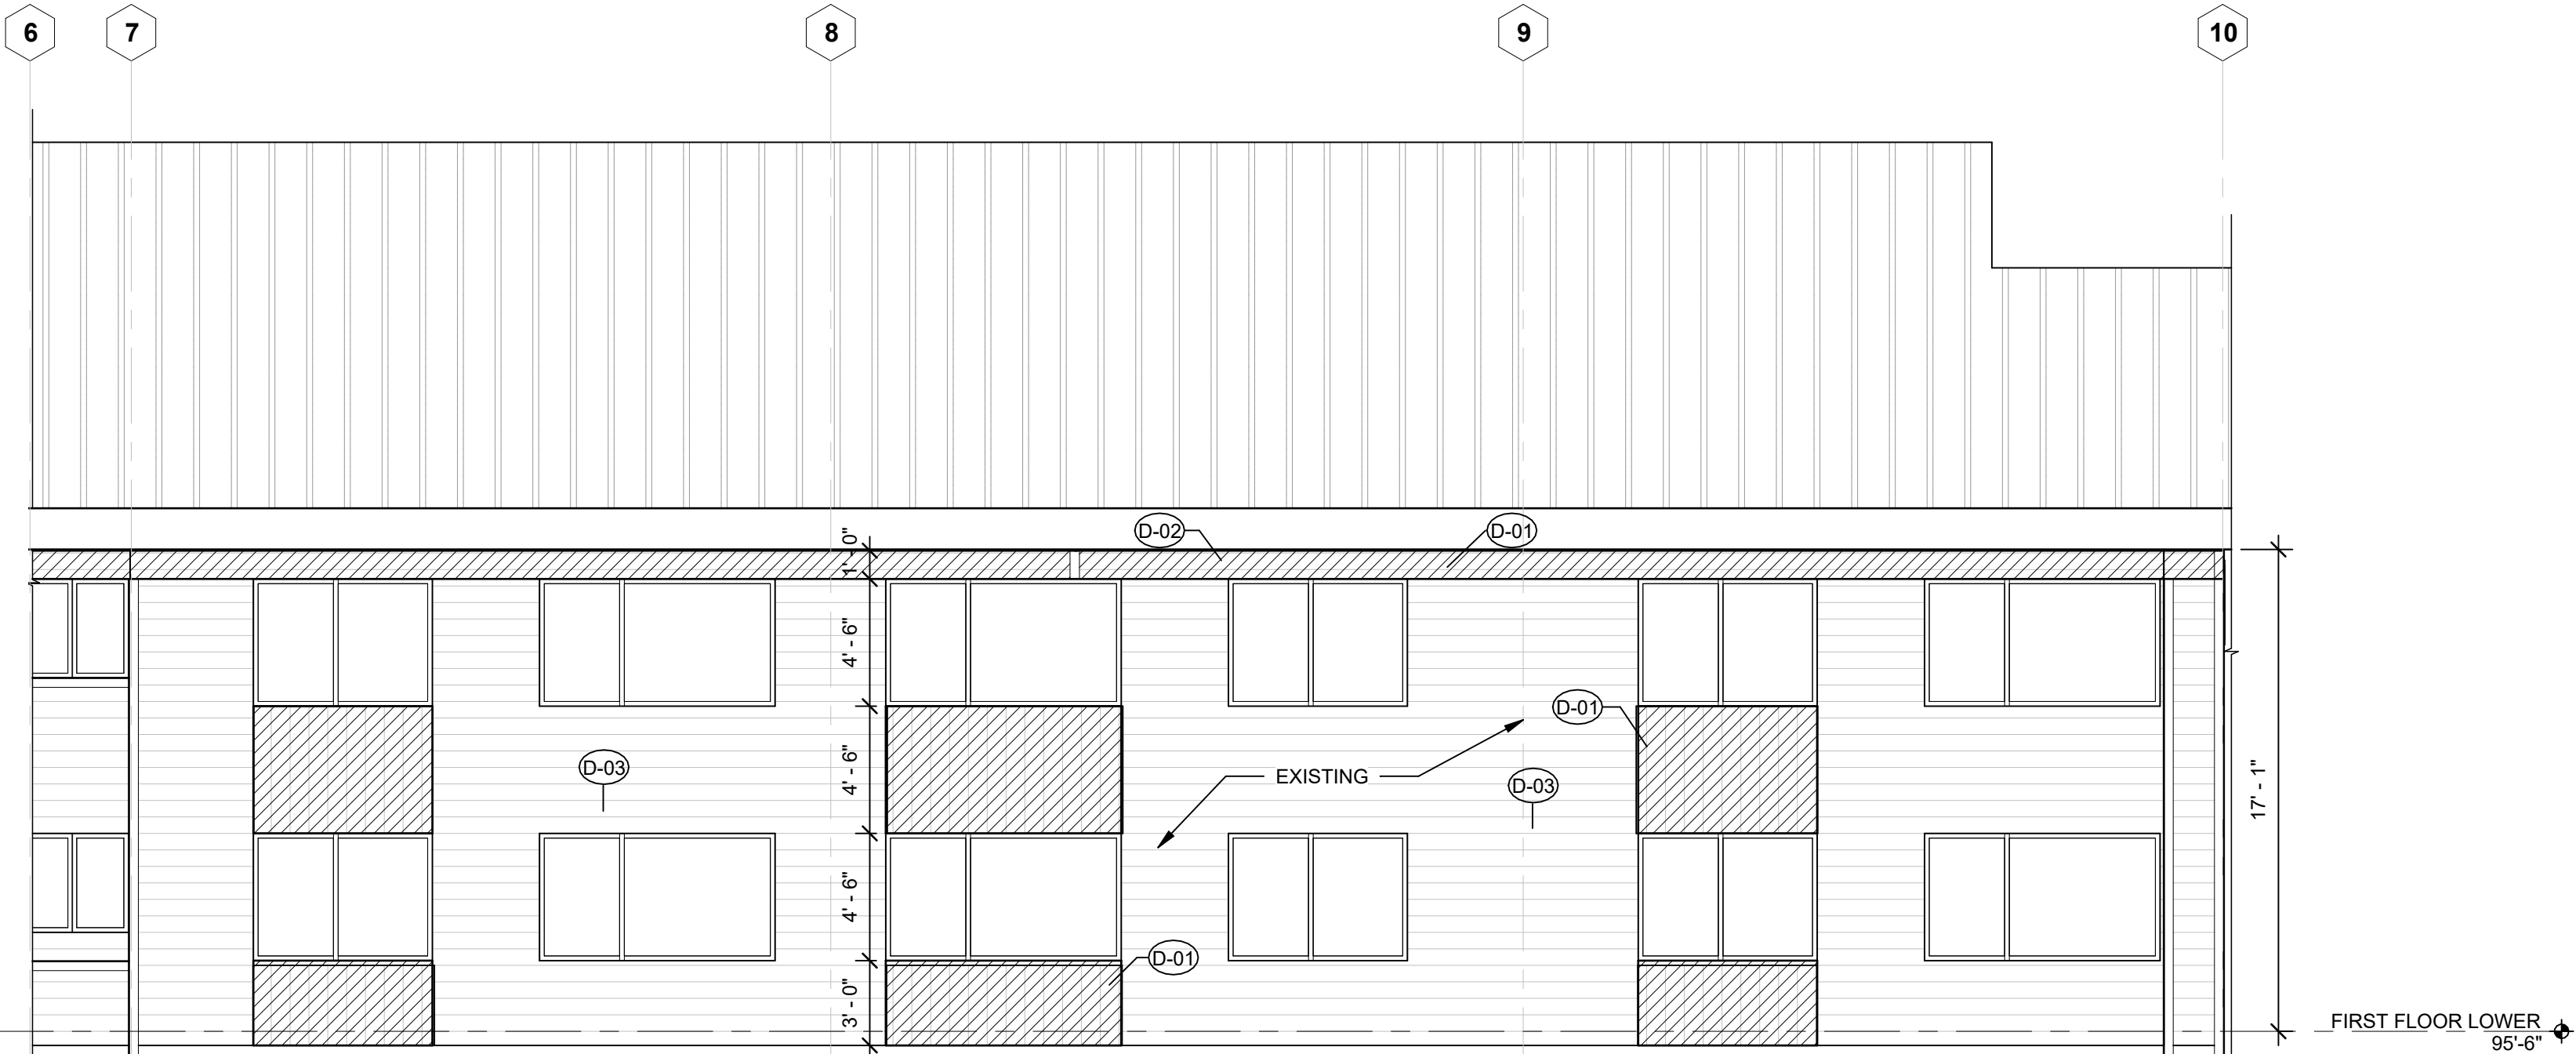 6
7
8
9
10
D-02
D-01
1' - 0"
4' - 6"
D-01
D-03
4' - 6"
EXISTING
D-03
17' - 1"
4' - 6"
D-01
3' - 0"
FIRST FLOOR LOWER
95'-6"